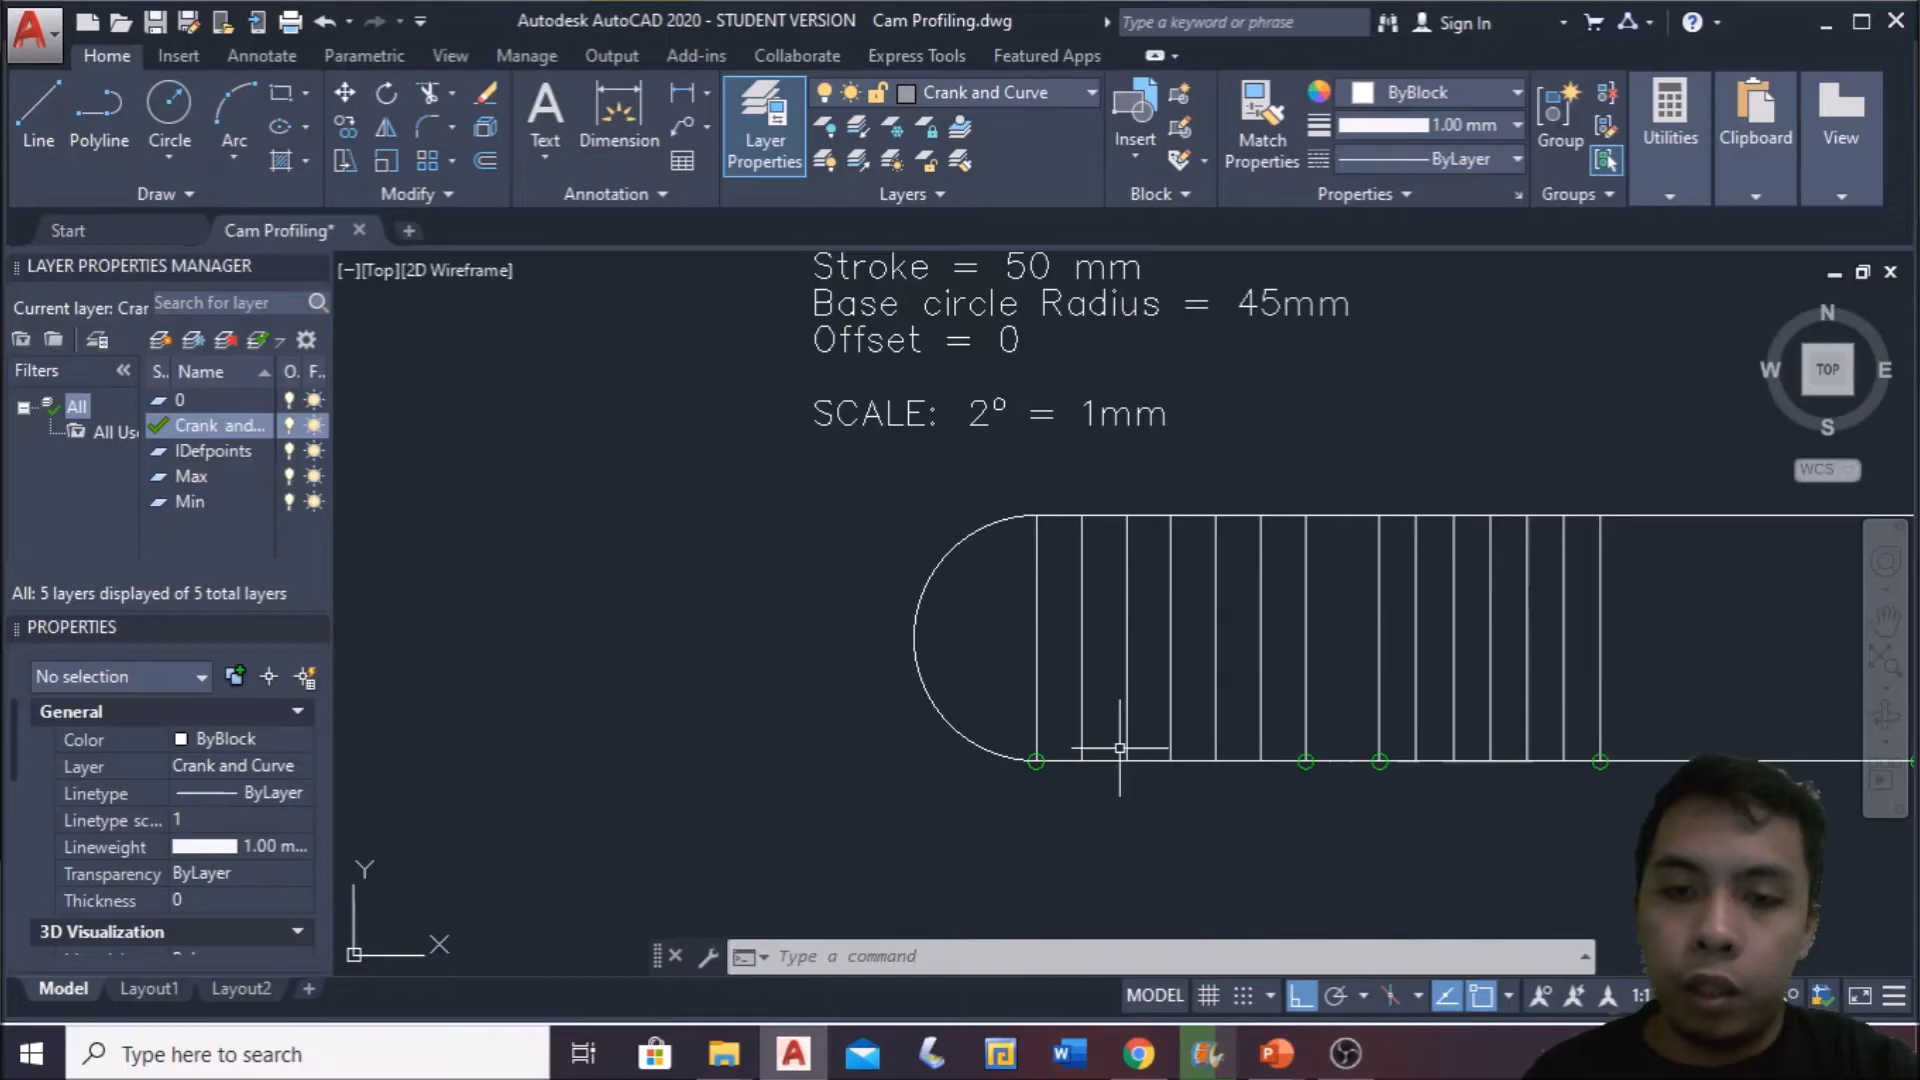 Autodesk AutoCAD 2020 - STUDENT VERSION Cam Profiling.dwg
Type a keyword or phrase
Sign In
Home Insert Annotate Parametric View Manage Output Add-ins Collaborate Express Tools Featured Apps
Line Polyline Circle Arc
Text Dimension
Layer Properties
Crank and Curve
Insert
Match Properties
ByBlock
1.00 mm
ByLayer
Group
Utilities
Clipboard
View
Draw Modify Annotation Layers Block Properties Groups
Start Cam Profiling*
LAYER PROPERTIES MANAGER
Current layer: Crar
Search for layer
Filters
S.. Name O. F..
All
All Use
0
Crank and...
Defpoints
Max
Min
All: 5 layers displayed of 5 total layers
PROPERTIES
No selection
General
Color ByBlock
Layer Crank and Curve
Linetype ByLayer
Linetype sc... 1
Lineweight 1.00 m...
Transparency ByLayer
Thickness 0
3D Visualization
[−][Top][2D Wireframe]
Stroke = 50 mm
Base circle Radius = 45mm
Offset = 0
SCALE: 2º = 1mm
N
W TOP E
S
WCS
Y
X
Type a command
Model Layout1 Layout2
MODEL
1:1
Type here to search